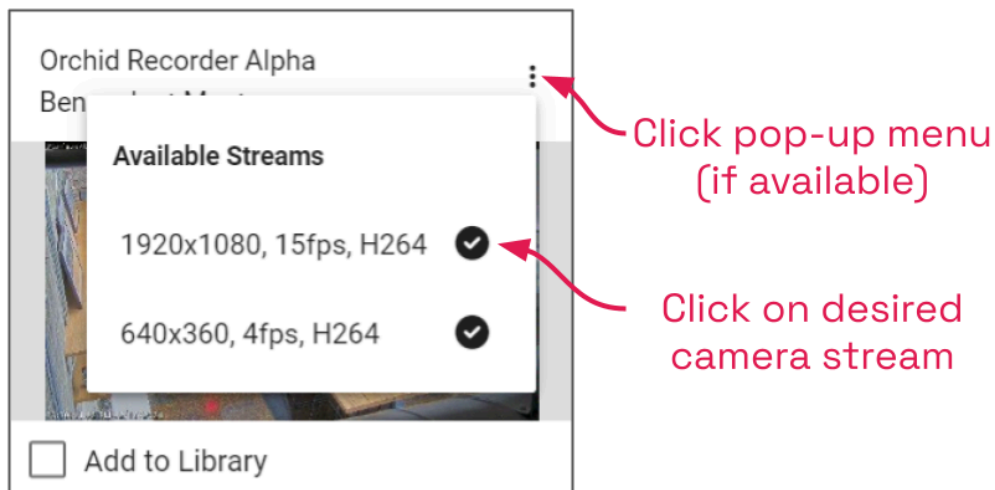 Orchid Recorder Alpha
Ben
Available Streams
1920x1080, 15fps, H264
640x360, 4fps, H264
Add to Library
Click pop-up menu
(if available)
Click on desired
camera stream